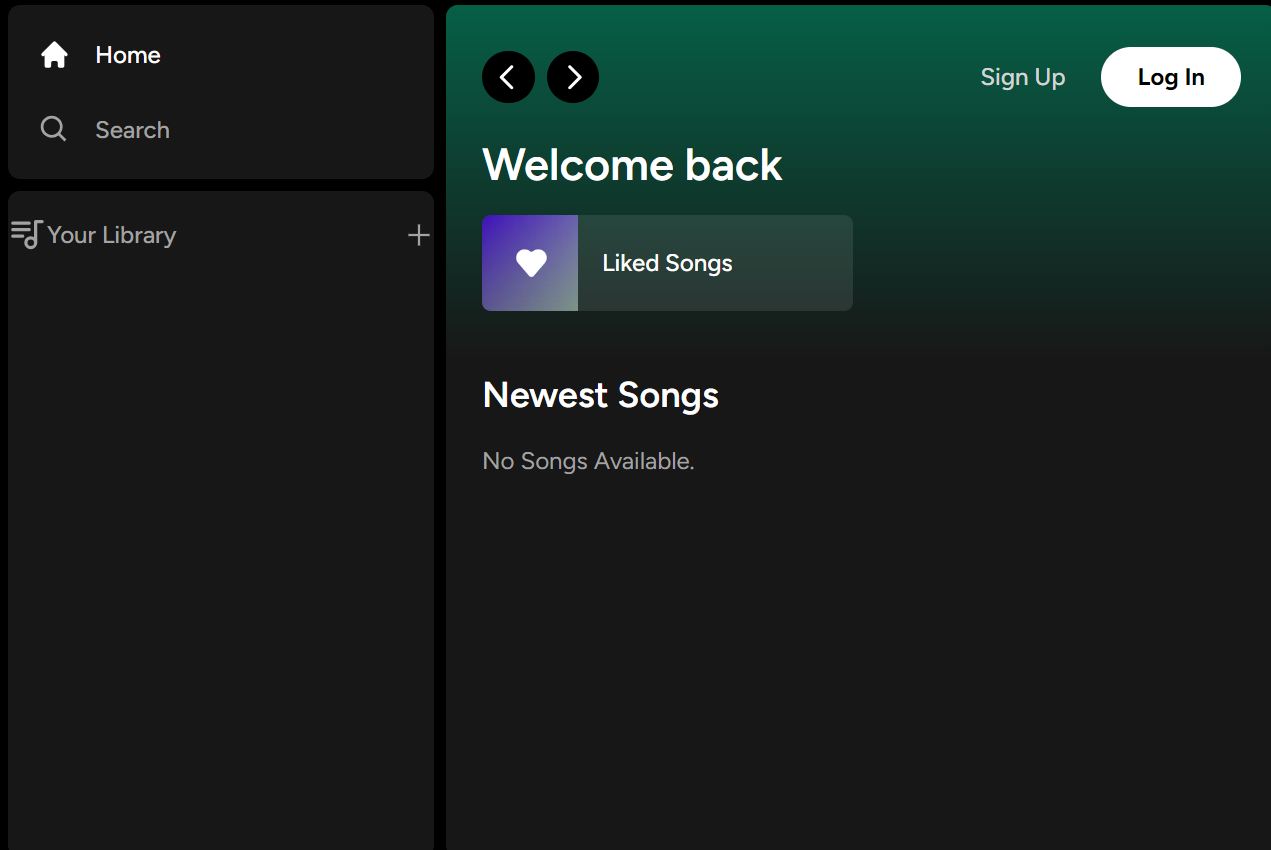 Home
Search
Your Library
Sign Up
Log In
Welcome back
Liked Songs
Newest Songs
No Songs Available.